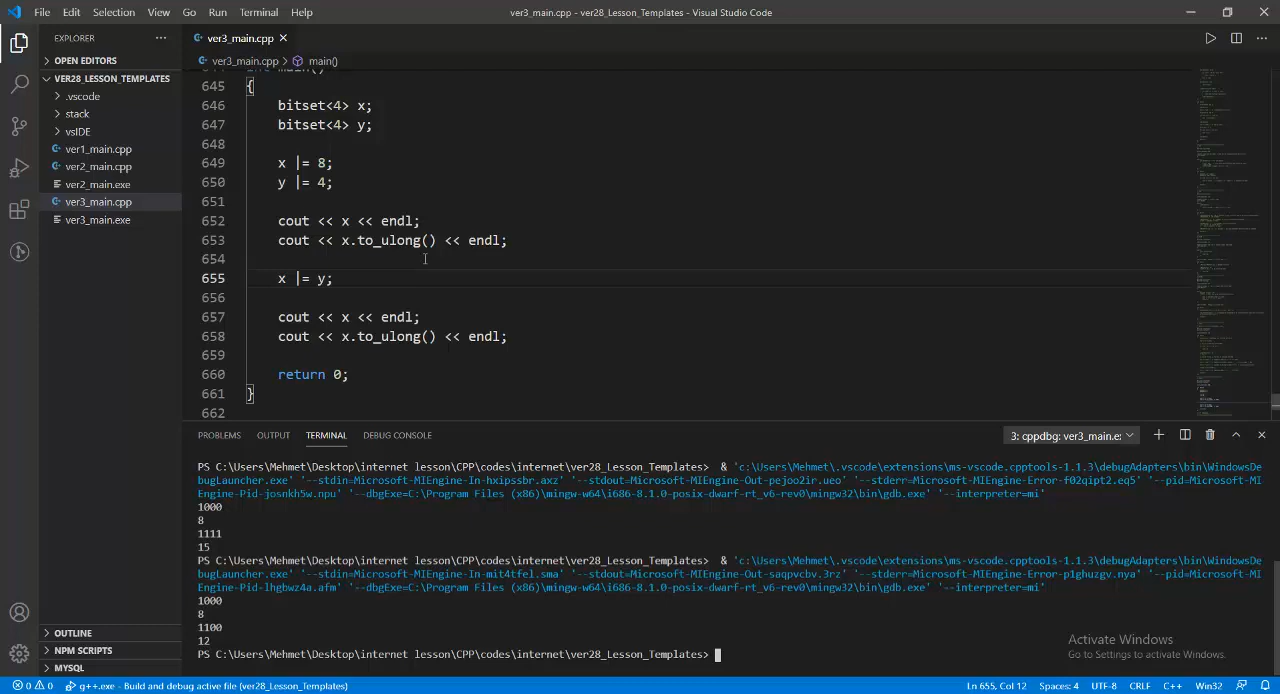 File Edit Selection View Go Run Terminal Help
ver3_main.cpp - ver28_Lesson_Templates - Visual Studio Code
EXPLORER
OPEN EDITORS
VER28_LESSON_TEMPLATES
.vscode
stack
vsIDE
ver1_main.cpp
ver2_main.cpp
ver2_main.exe
ver3_main.cpp
ver3_main.exe
OUTLINE
NPM SCRIPTS
MYSQL
ver3_main.cpp
ver3_main.cpp > main()
645 {
646 bitset<4> x;
647 bitset<4> y;
648
649 x |= 8;
650 y |= 4;
651
652 cout << x << endl;
653 cout << x.to_ulong() << endl;
654
655 x |= y;
656
657 cout << x << endl;
658 cout << x.to_ulong() << endl;
659
660 return 0;
661 }
662
PROBLEMS OUTPUT TERMINAL DEBUG CONSOLE
3: cppdbg: ver3_main.e
PS C:\Users\Mehmet\Desktop\internet lesson\CPP\codes\internet\ver28_Lesson_Templates> & 'c:\Users\Mehmet\.vscode\extensions\ms-vscode.cpptools-1.1.3\debugAdapters\bin\WindowsDe
bugLauncher.exe' '--stdin=Microsoft-MIEngine-In-hxipssbr.axz' '--stdout=Microsoft-MIEngine-Out-pejoo2ir.ueo' '--stderr=Microsoft-MIEngine-Error-f02qipt2.eq5' '--pid=Microsoft-MI
Engine-Pid-josnkh5w.npu' '--dbgExe=C:\Program Files (x86)\mingw-w64\i686-8.1.0-posix-dwarf-rt_v6-rev0\mingw32\bin\gdb.exe' '--interpreter=mi'
1000
8
1111
15
PS C:\Users\Mehmet\Desktop\internet lesson\CPP\codes\internet\ver28_Lesson_Templates> & 'c:\Users\Mehmet\.vscode\extensions\ms-vscode.cpptools-1.1.3\debugAdapters\bin\WindowsDe
bugLauncher.exe' '--stdin=Microsoft-MIEngine-In-mit4tfel.sma' '--stdout=Microsoft-MIEngine-Out-saqpvcbv.3rz' '--stderr=Microsoft-MIEngine-Error-p1ghuzgv.nya' '--pid=Microsoft-MI
Engine-Pid-lhgbwz4a.afm' '--dbgExe=C:\Program Files (x86)\mingw-w64\i686-8.1.0-posix-dwarf-rt_v6-rev0\mingw32\bin\gdb.exe' '--interpreter=mi'
1000
8
1100
12
PS C:\Users\Mehmet\Desktop\internet lesson\CPP\codes\internet\ver28_Lesson_Templates>
Activate Windows
Go to Settings to activate Windows.
0 0 g++.exe - Build and debug active file (ver28_Lesson_Templates)
Ln 655, Col 12 Spaces: 4 UTF-8 CRLF C++ Win32